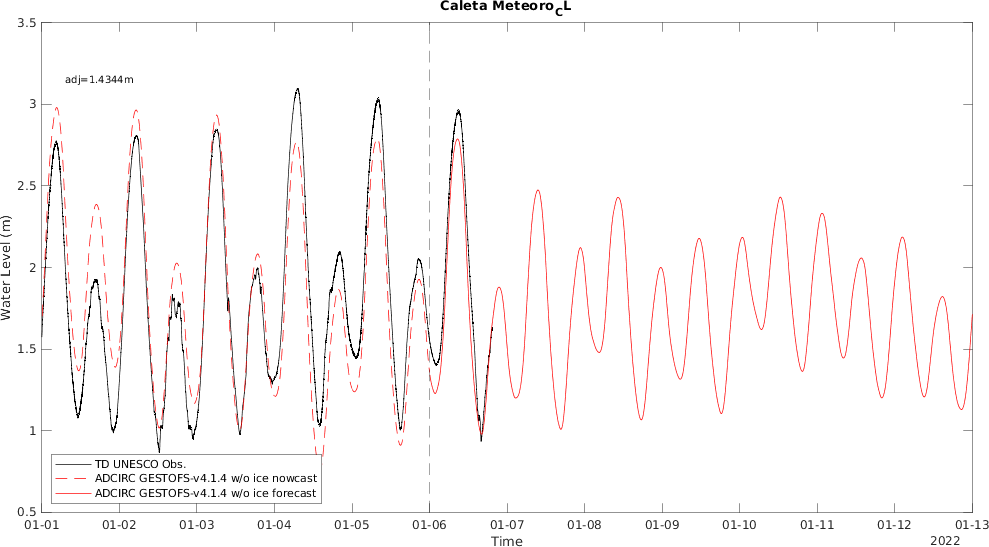 Caleta Meteoro_CL
adj=1.4344m
3.5
3
2.5
2
1.5
1
0.5
Water Level (m)
TD UNESCO Obs.
ADCIRC GESTOFS-v4.1.4 w/o ice nowcast
ADCIRC GESTOFS-v4.1.4 w/o ice forecast
01-01 01-02 01-03 01-04 01-05 01-06 01-07 01-08 01-09 01-10 01-11 01-12 01-13
Time
2022